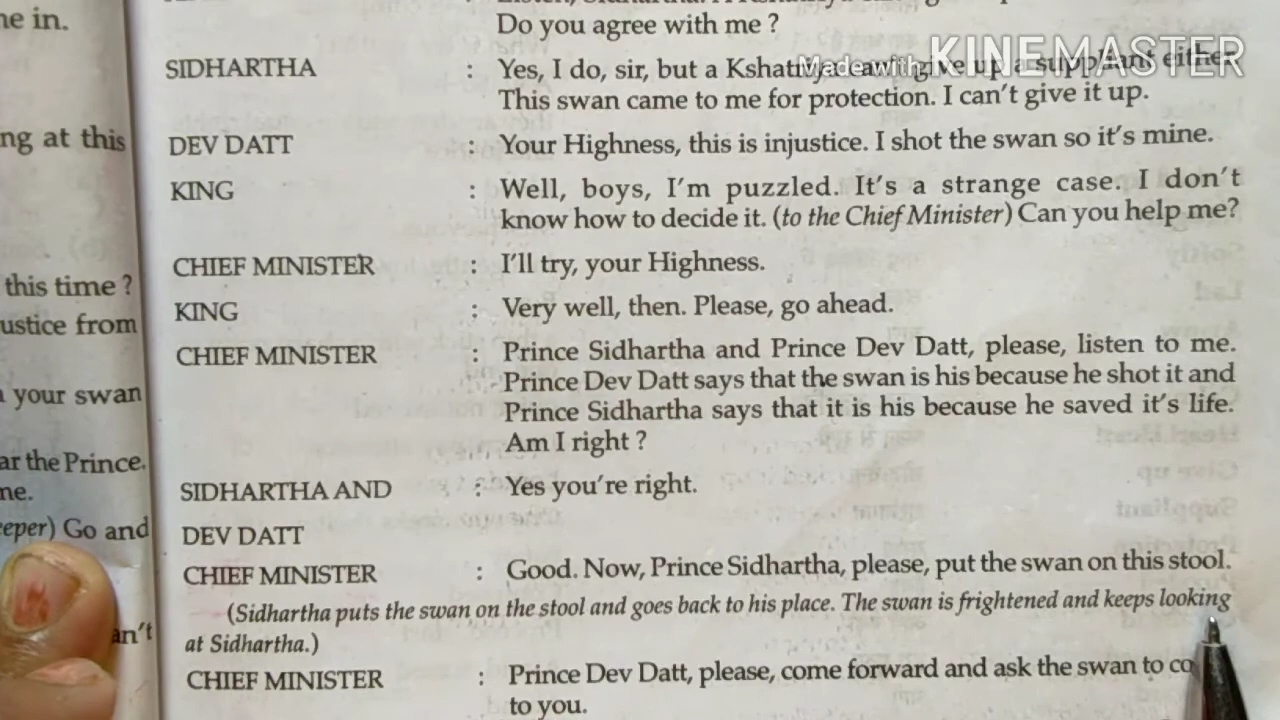 ne in.
ng at this
this time ?
ustice from
your swan
ar the Prince.
ne.
eper) Go and
an't
Do you agree with me ?
SIDHARTHA : Yes, I do, sir, but a Kshatriya can't give up a suppliant either
This swan came to me for protection. I can't give it up.
DEV DATT : Your Highness, this is injustice. I shot the swan so it's mine.
KING : Well, boys, I'm puzzled. It's a strange case. I don't
know how to decide it. (to the Chief Minister) Can you help me?
CHIEF MINISTER : I'll try, your Highness.
KING : Very well, then. Please, go ahead.
CHIEF MINISTER : Prince Sidhartha and Prince Dev Datt, please, listen to me.
Prince Dev Datt says that the swan is his because he shot it and
Prince Sidhartha says that it is his because he saved it's life.
Am I right ?
SIDHARTHA AND : Yes you're right.
DEV DATT
CHIEF MINISTER : Good. Now, Prince Sidhartha, please, put the swan on this stool.
(Sidhartha puts the swan on the stool and goes back to his place. The swan is frightened and keeps looking
at Sidhartha.)
CHIEF MINISTER : Prince Dev Datt, please, come forward and ask the swan to co
to you.
Made with KINEMASTER